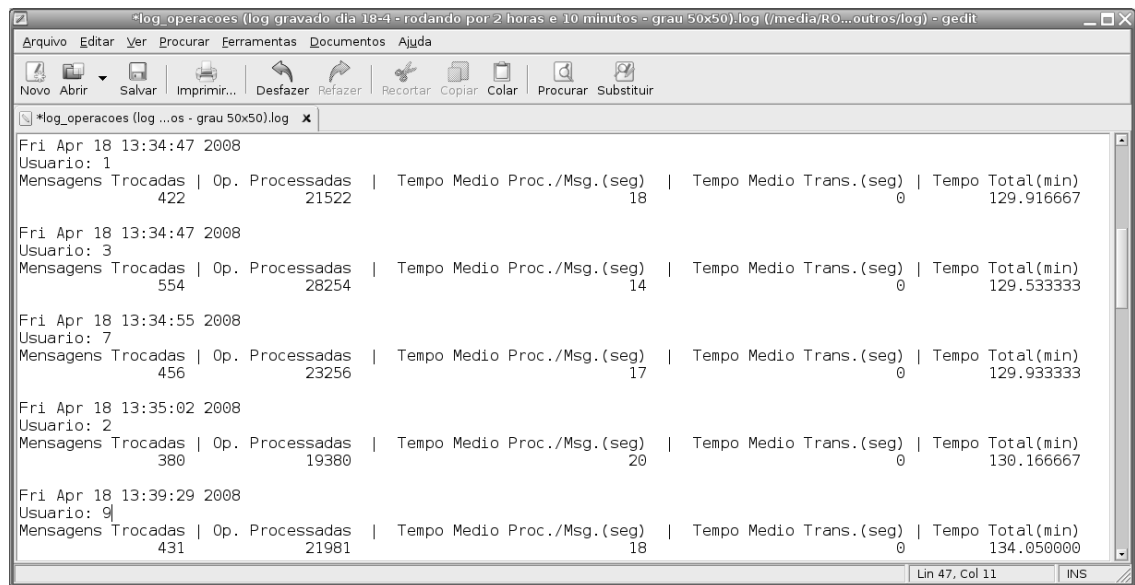 *log_operacoes (log gravado dia 18-4 - rodando por 2 horas e 10 minutos - grau 50x50).log (/media/RO...outros/log) - gedit
Arquivo Editar Ver Procurar Ferramentas Documentos Ajuda
Novo Abrir Salvar Imprimir... Desfazer Refazer Recortar Copiar Colar Procurar Substituir
*log_operacoes (log ...os - grau 50x50).log x
Fri Apr 18 13:34:47 2008
Usuario: 1
Mensagens Trocadas | Op. Processadas | Tempo Medio Proc./Msg.(seg) | Tempo Medio Trans.(seg) | Tempo Total(min)
422 21522 18 0 129.916667
Fri Apr 18 13:34:47 2008
Usuario: 3
Mensagens Trocadas | Op. Processadas | Tempo Medio Proc./Msg.(seg) | Tempo Medio Trans.(seg) | Tempo Total(min)
554 28254 14 0 129.533333
Fri Apr 18 13:34:55 2008
Usuario: 7
Mensagens Trocadas | Op. Processadas | Tempo Medio Proc./Msg.(seg) | Tempo Medio Trans.(seg) | Tempo Total(min)
456 23256 17 0 129.933333
Fri Apr 18 13:35:02 2008
Usuario: 2
Mensagens Trocadas | Op. Processadas | Tempo Medio Proc./Msg.(seg) | Tempo Medio Trans.(seg) | Tempo Total(min)
380 19380 20 0 130.166667
Fri Apr 18 13:39:29 2008
Usuario: 9
Mensagens Trocadas | Op. Processadas | Tempo Medio Proc./Msg.(seg) | Tempo Medio Trans.(seg) | Tempo Total(min)
431 21981 18 0 134.050000
Lin 47, Col 11 INS